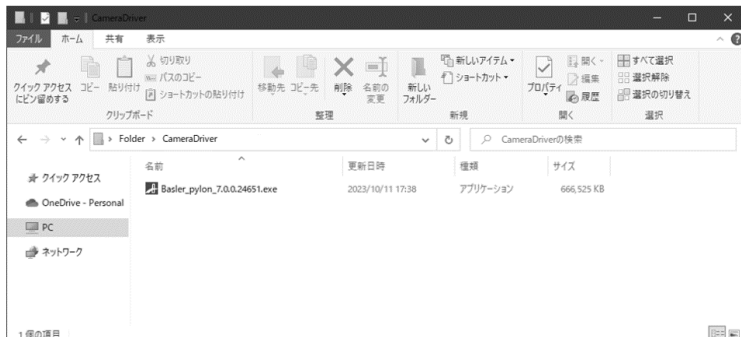 CameraDriver
ファイル ホーム 共有 表示
クイック アクセスにピン留めする
コピー
貼り付け
切り取り
パスのコピー
ショートカットの貼り付け
クリップボード
移動先
コピー先
削除
名前の変更
整理
新しいフォルダー
新しいアイテム
ショートカット
新規
プロパティ
開く
編集
履歴
開く
すべて選択
選択解除
選択の切り替え
選択
Folder > CameraDriver
CameraDriverの検索
クイック アクセス
OneDrive - Personal
PC
ネットワーク
名前 更新日時 種類 サイズ
Basler_pylon_7.0.0.24651.exe 2023/10/11 17:38 アプリケーション 666,525 KB
1 個の項目